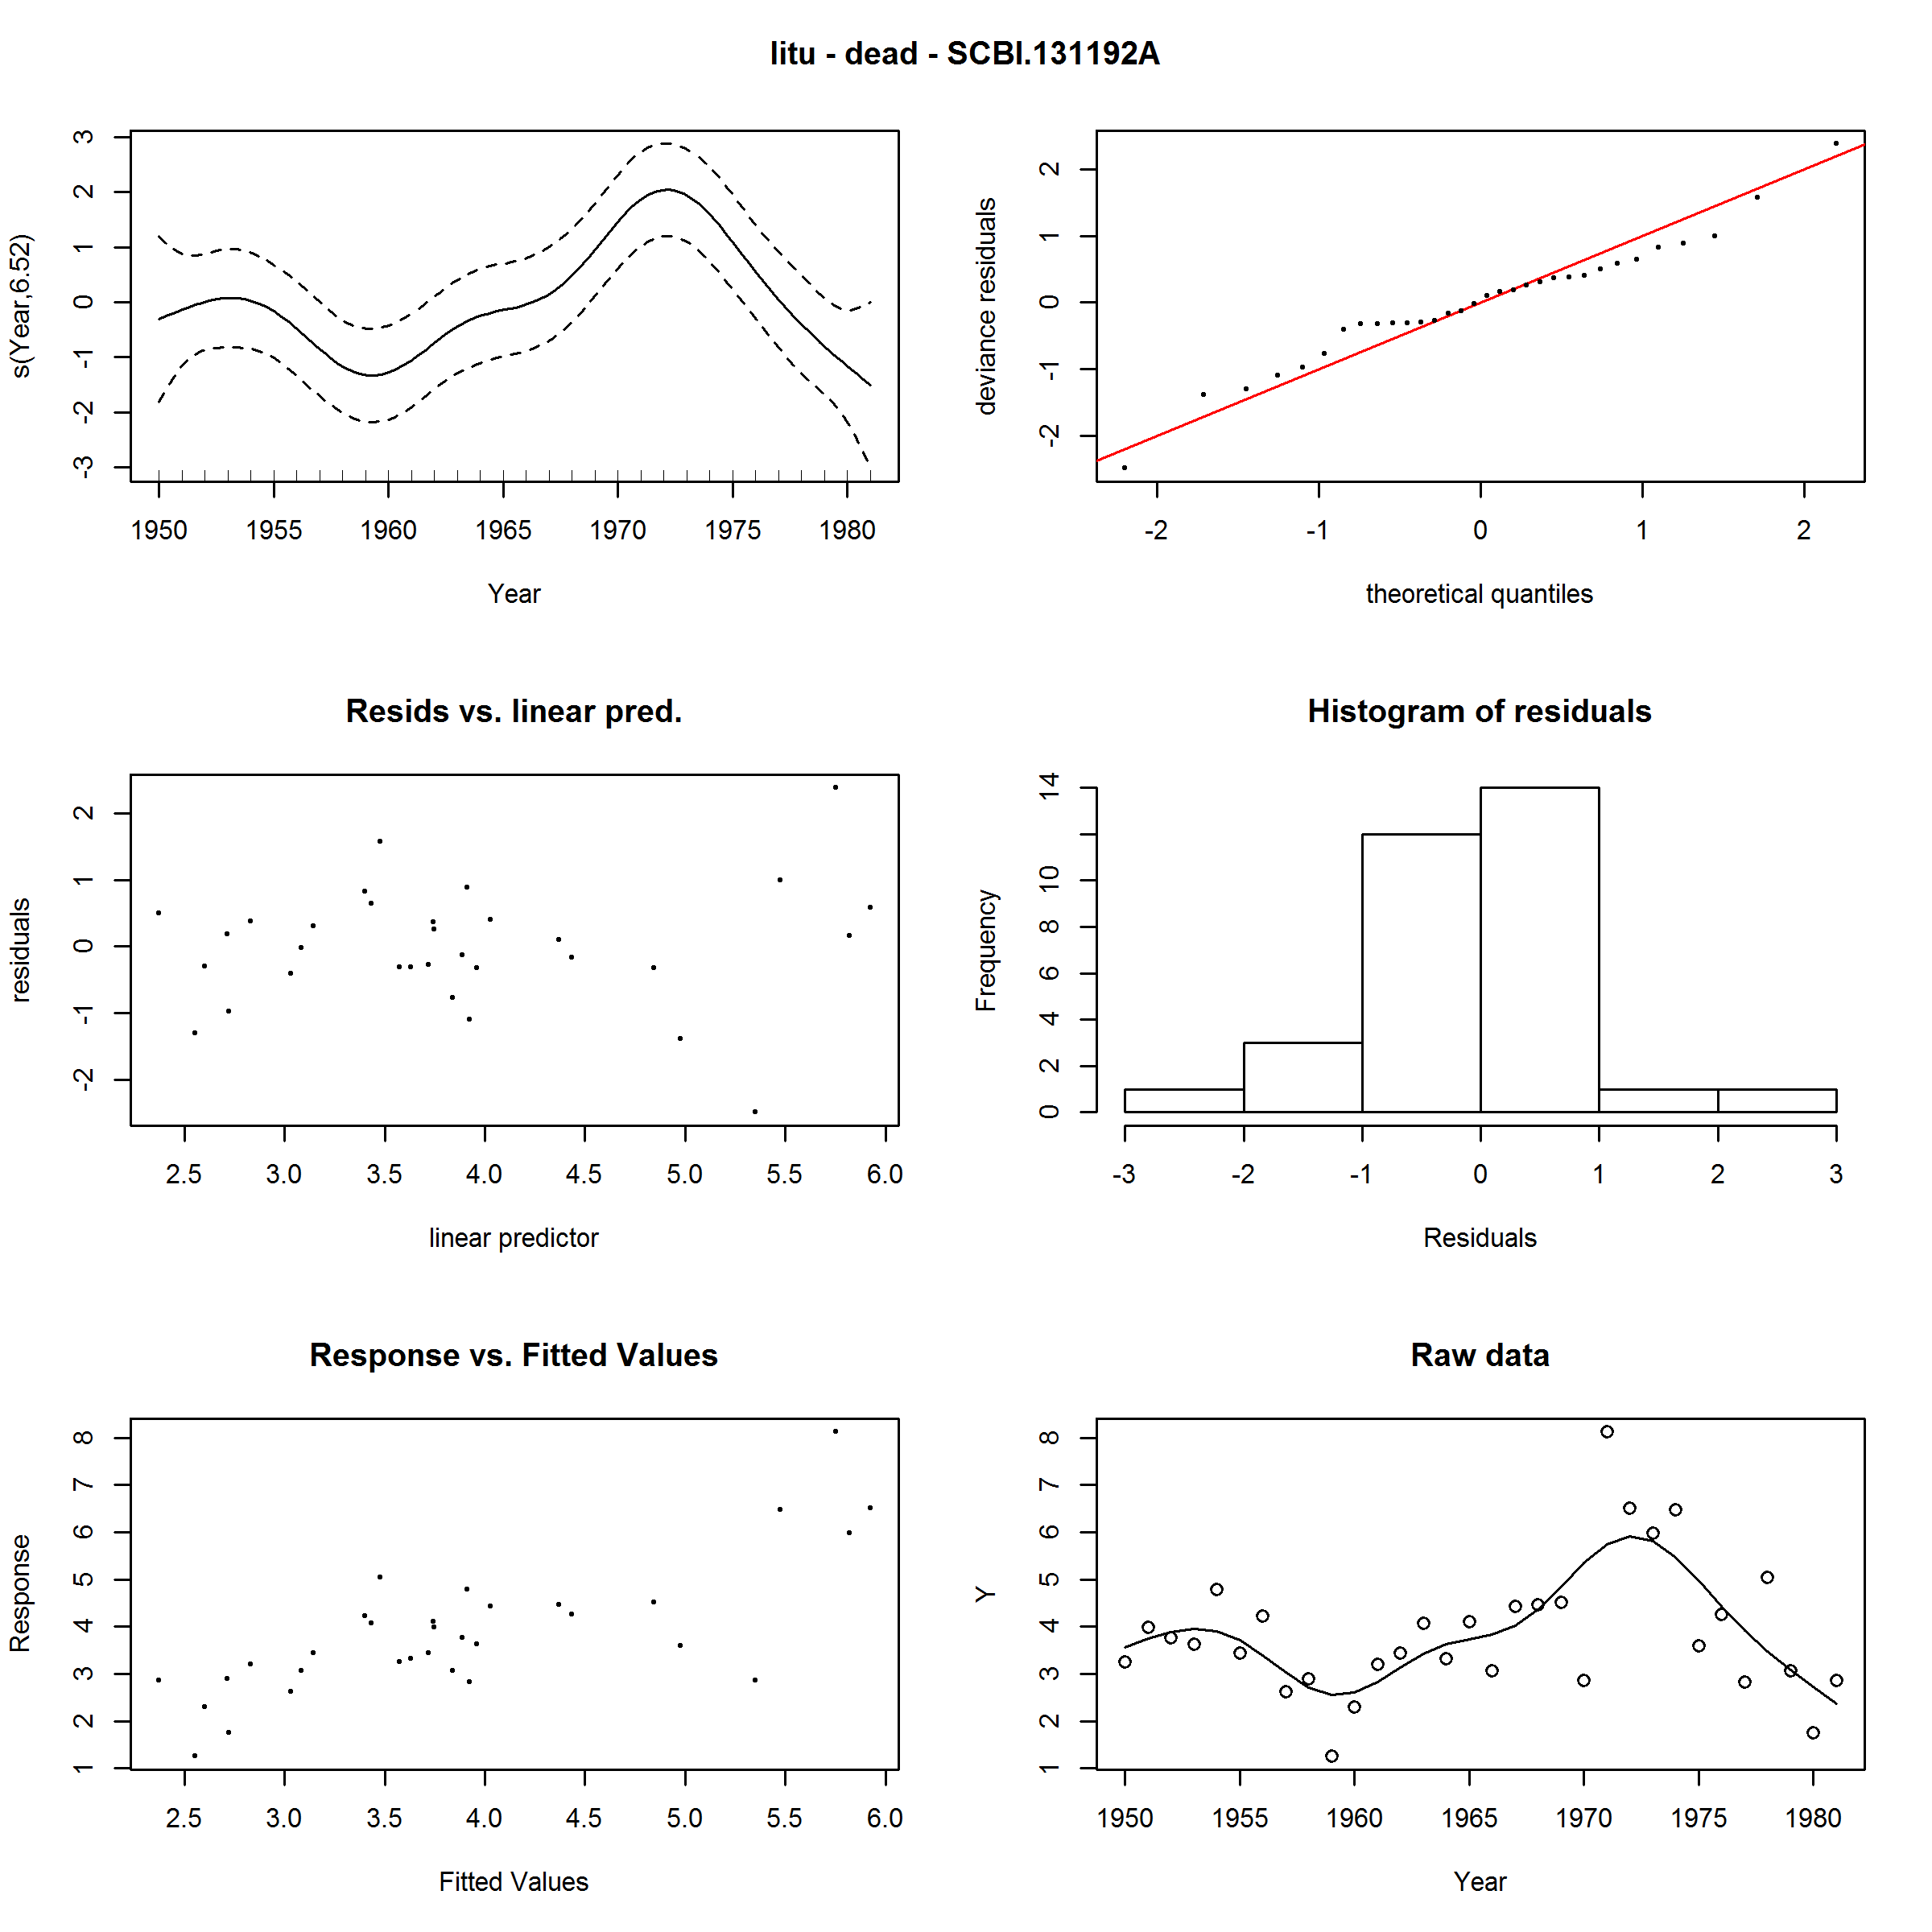 litu - dead - SCBI.131192A
s(Year,6.52)
3
2
1
0
-1
-2
-3
1950 1955 1960 1965 1970 1975 1980
Year
deviance residuals
2
1
0
-1
-2
-2 -1 0 1 2
theoretical quantiles
Resids vs. linear pred.
residuals
2
1
0
-1
-2
2.5 3.0 3.5 4.0 4.5 5.0 5.5 6.0
linear predictor
Histogram of residuals
Frequency
14
10
8
6
4
2
0
-3 -2 -1 0 1 2 3
Residuals
Response vs. Fitted Values
Response
8
7
6
5
4
3
2
1
2.5 3.0 3.5 4.0 4.5 5.0 5.5 6.0
Fitted Values
Raw data
Y
8
7
6
5
4
3
2
1
1950 1955 1960 1965 1970 1975 1980
Year